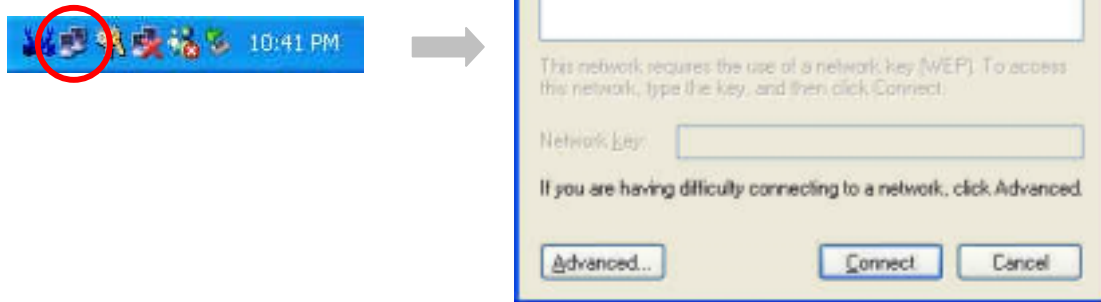 10:41 PM
This network requires the use of a network key (WEP). To access
this network, type the key, and then click Connect.
Network key:
If you are having difficulty connecting to a network, click Advanced.
Advanced...
Connect
Cancel